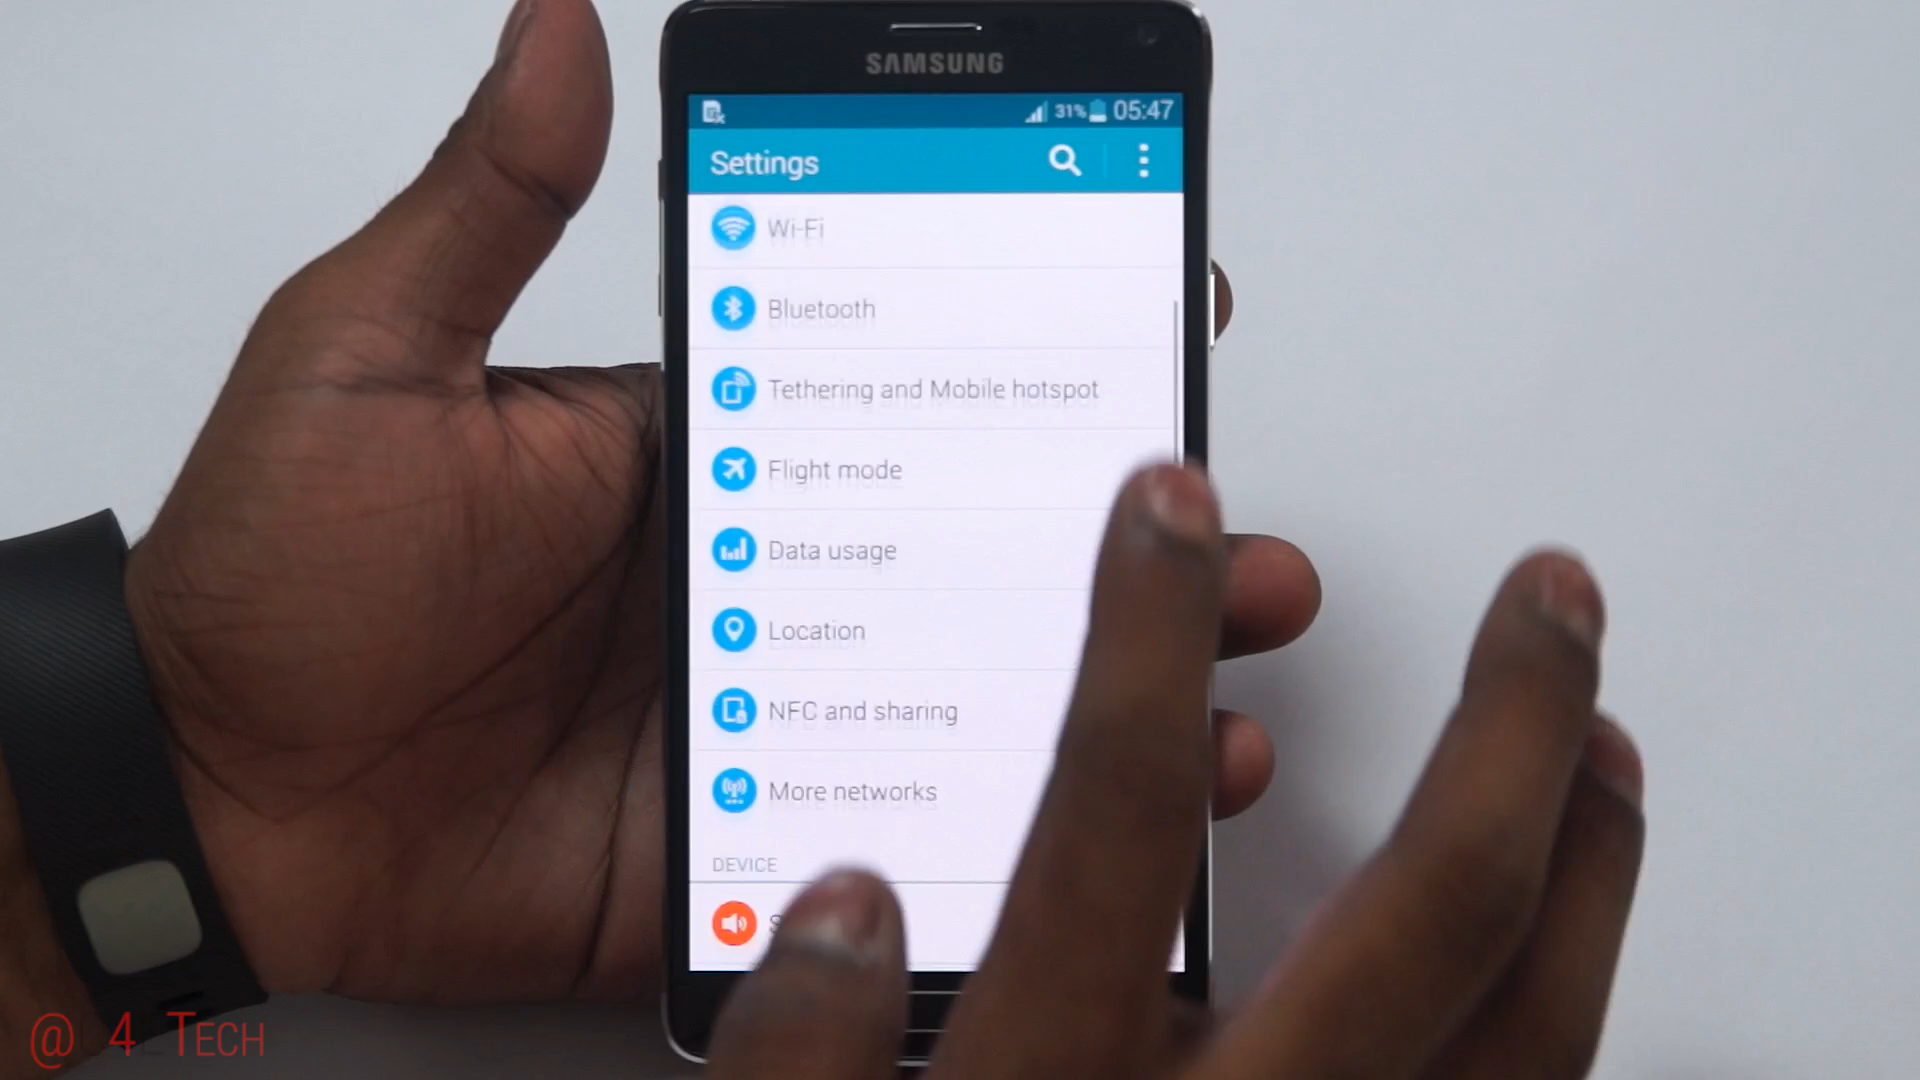 SAMSUNG
31% 05:47
Settings
Wi-Fi
Bluetooth
Tethering and Mobile hotspot
Flight mode
Data usage
Location
NFC and sharing
More networks
DEVICE
@ 4 TECH